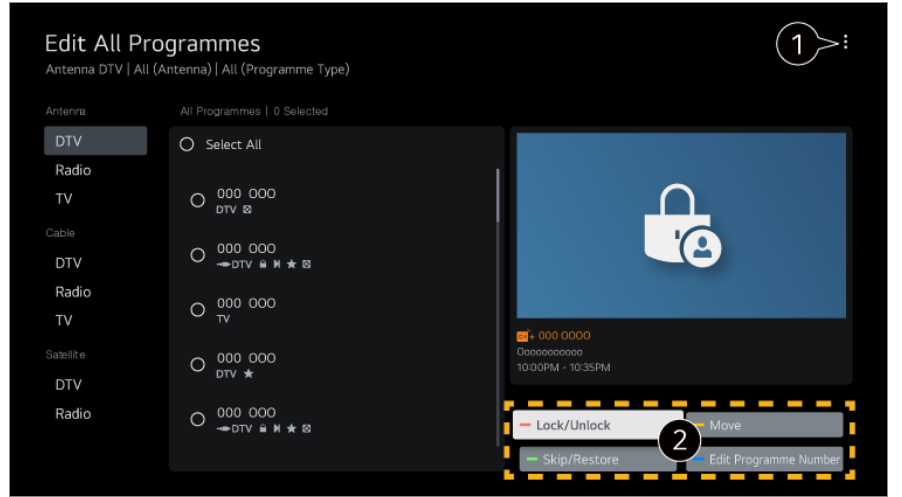 Edit All Programmes
1
Antenna DTV | All (Antenna) | All (Programme Type)
Antenna
DTV
Radio
TV
Cable
DTV
Radio
TV
Satellite
DTV
Radio
All Programmes | 0 Selected
Select All
000 000
DTV
000 000
DTV
000 000
TV
000 000
DTV
000 000
DTV
CH+ 000 0000
Oooooooooo
10:00PM - 10:35PM
Lock/Unlock
Move
2
Skip/Restore
Edit Programme Number